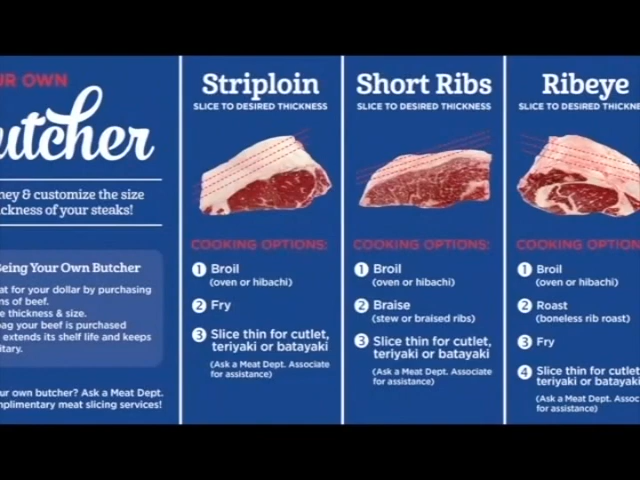 UR OWN
utcher
ney & customize the size
ickness of your steaks!
Being Your Own Butcher
at for your dollar by purchasing
ns of beef.
e thickness & size.
bag your beef is purchased
extends its shelf life and keeps
itary.
ur own butcher? Ask a Meat Dept.
mplimentary meat slicing services!
Striploin
SLICE TO DESIRED THICKNESS
COOKING OPTIONS:
1 Broil
(oven or hibachi)
2 Fry
3 Slice thin for cutlet,
teriyaki or batayaki
(Ask a Meat Dept. Associate
for assistance)
Short Ribs
SLICE TO DESIRED THICKNESS
COOKING OPTIONS:
1 Broil
(oven or hibachi)
2 Braise
(stew or braised ribs)
3 Slice thin for cutlet,
teriyaki or batayaki
(Ask a Meat Dept. Associate
for assistance)
Ribeye
SLICE TO DESIRED THICKNE
COOKING OPTION
1 Broil
(oven or hibachi)
2 Roast
(boneless rib roast)
3 Fry
4 Slice thin for cutlet
teriyaki or batayaki
(Ask a Meat Dept. Assoc
for assistance)